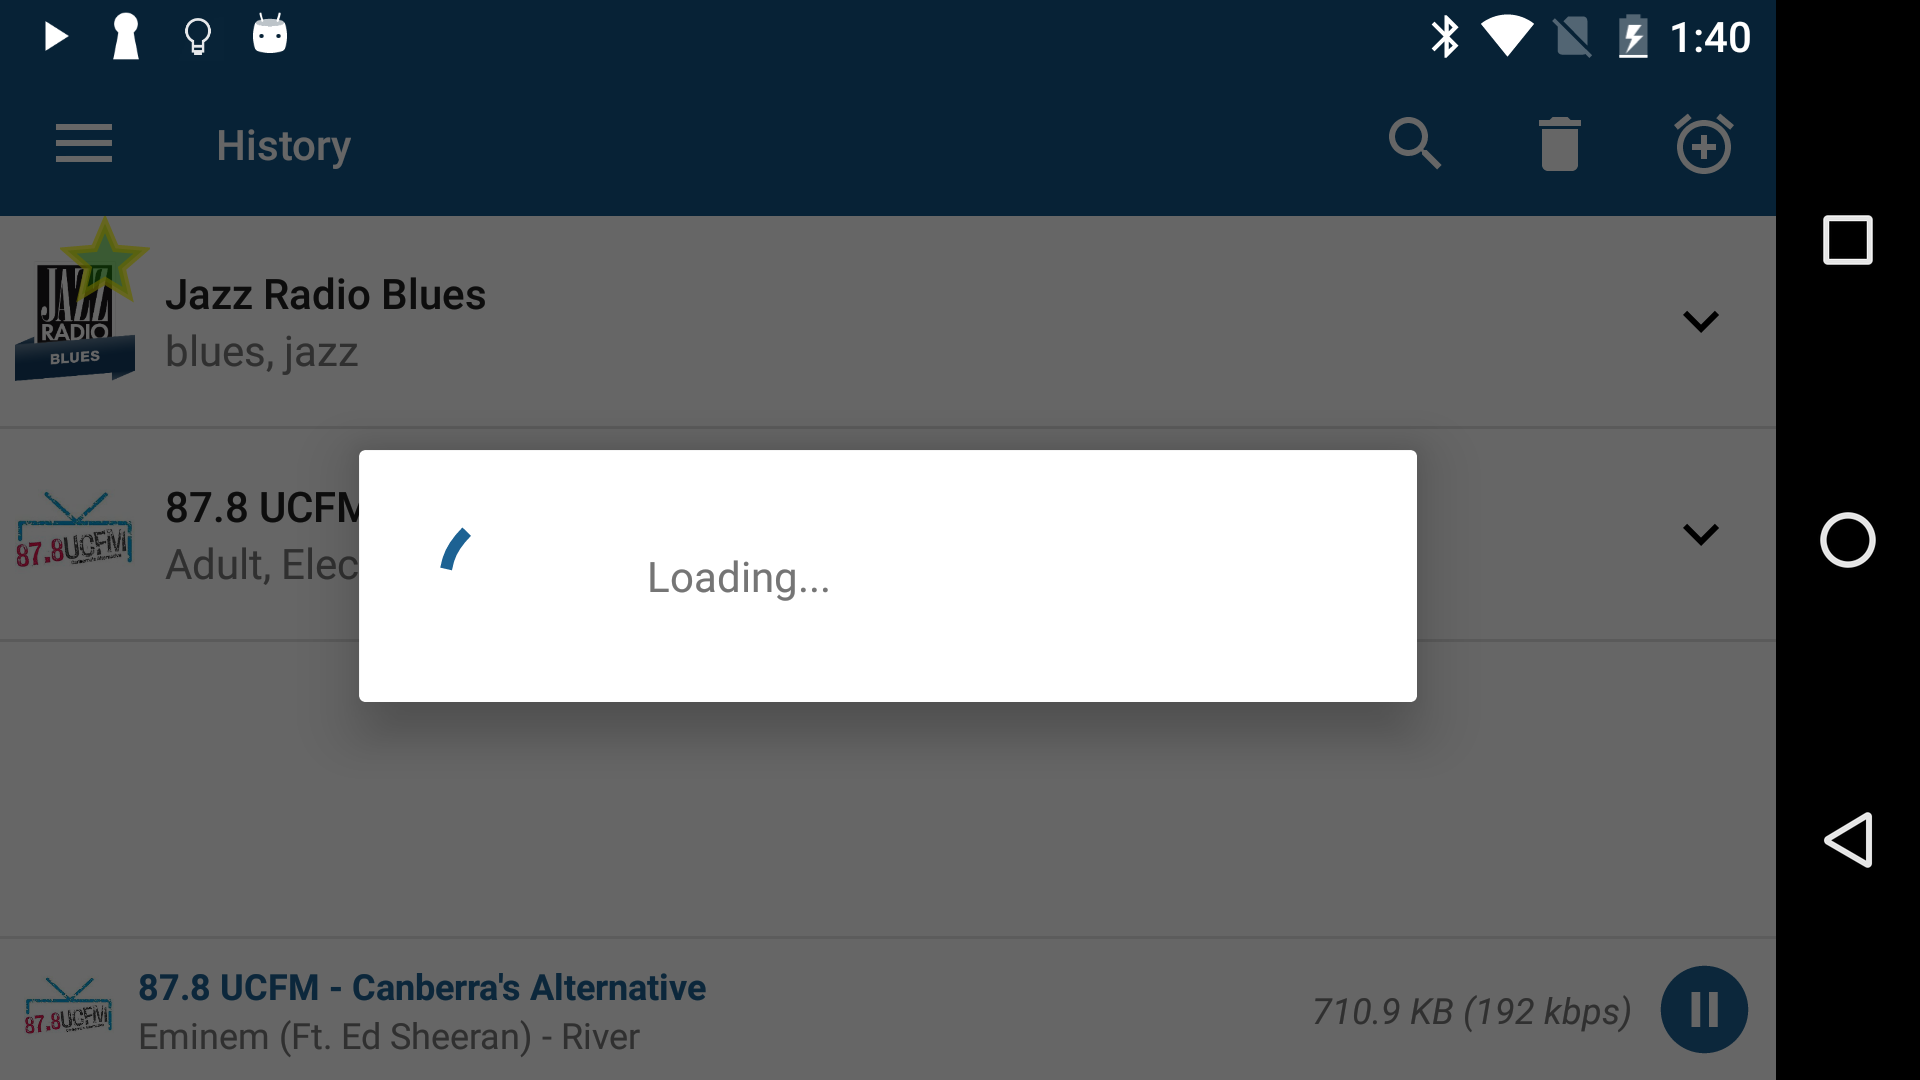 1:40
History
JAZZ
RADIO
BLUES
Jazz Radio Blues
blues, jazz
87.8UCFM
87.8 UCFM
Adult, Elec
Loading...
87.8UCFM
87.8 UCFM - Canberra's Alternative
Eminem (Ft. Ed Sheeran) - River
710.9 KB (192 kbps)